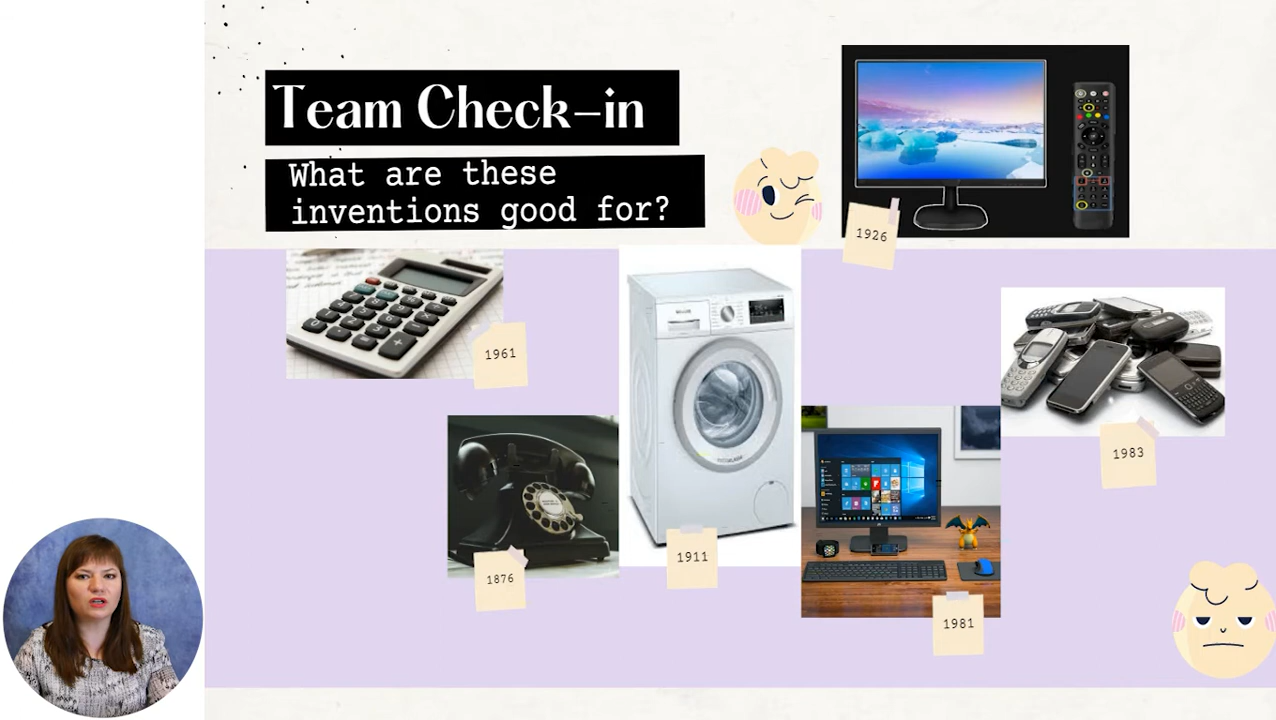 Team Check-in
What are these
inventions good for?
1926
1961
1876
1911
1981
1983